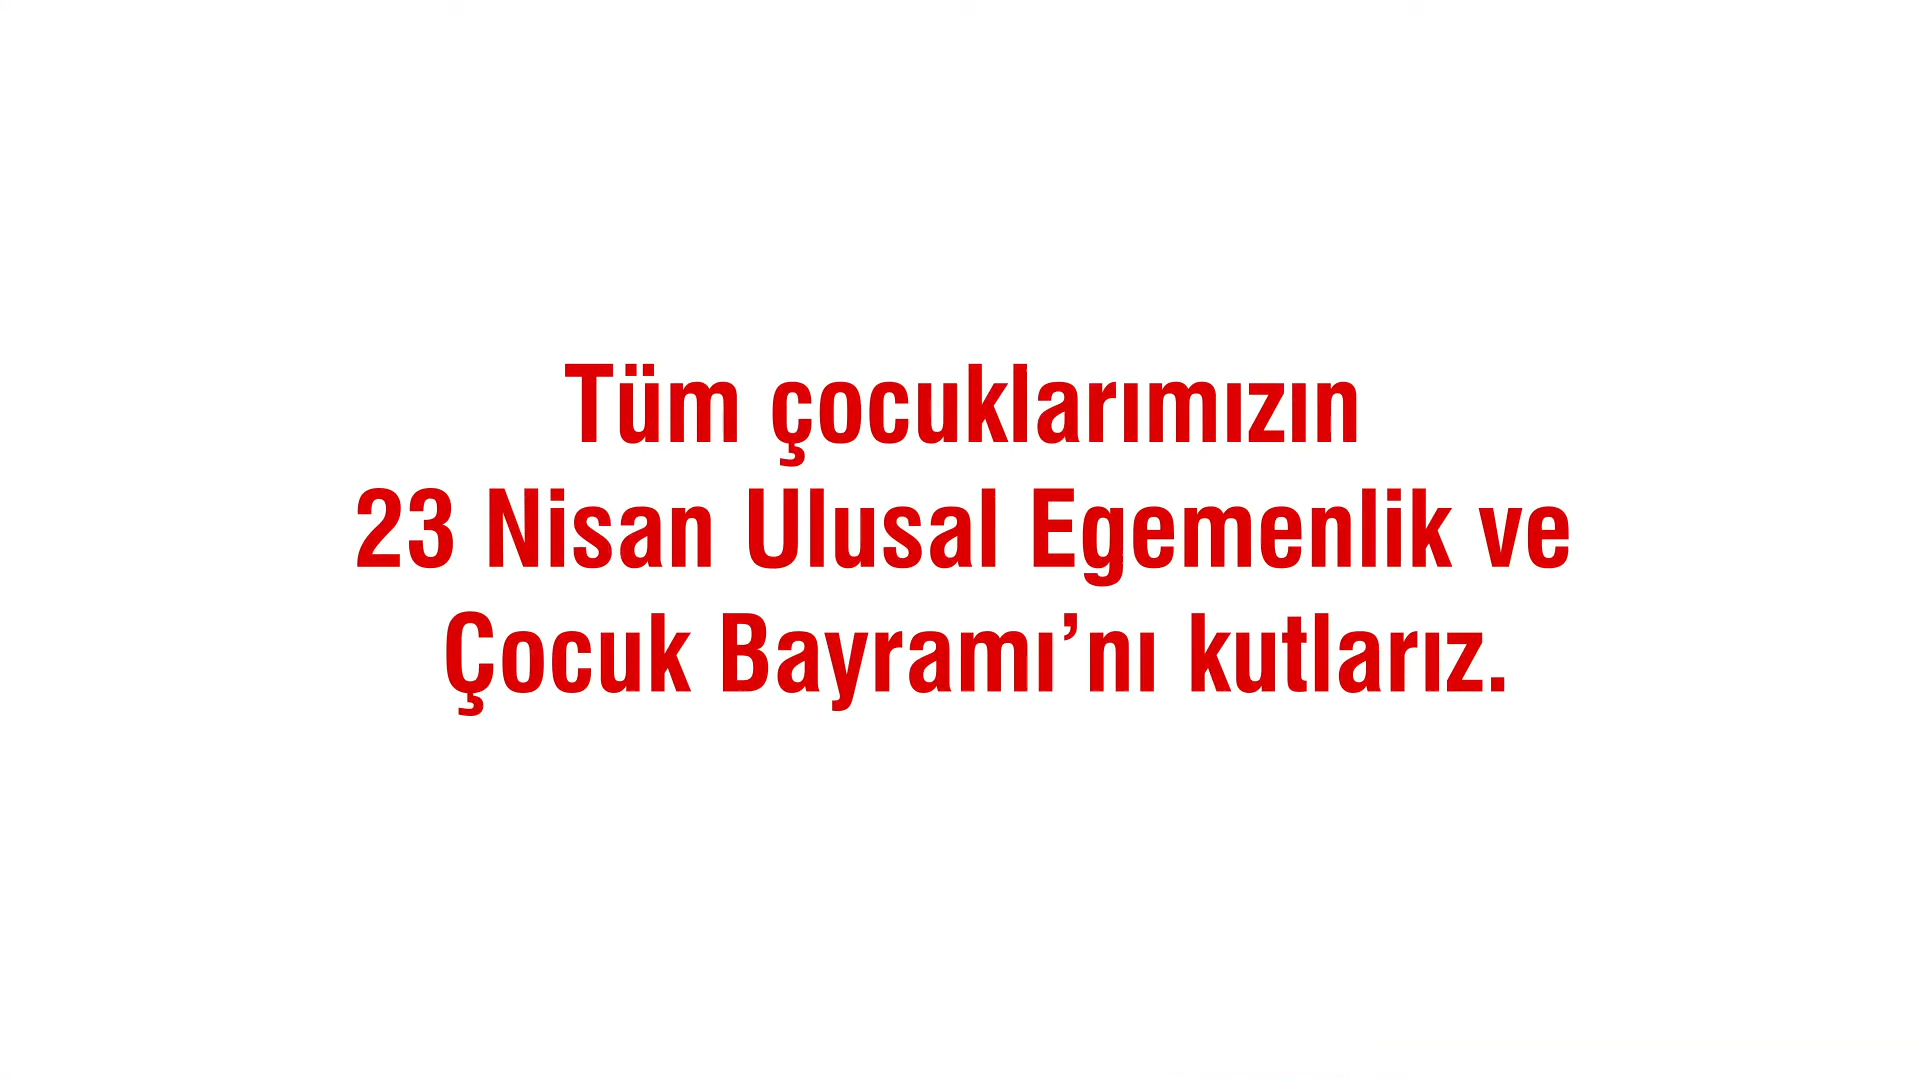 Tüm çocuklarımızın
23 Nisan Ulusal Egemenlik ve
Çocuk Bayramı’nı kutlarız.